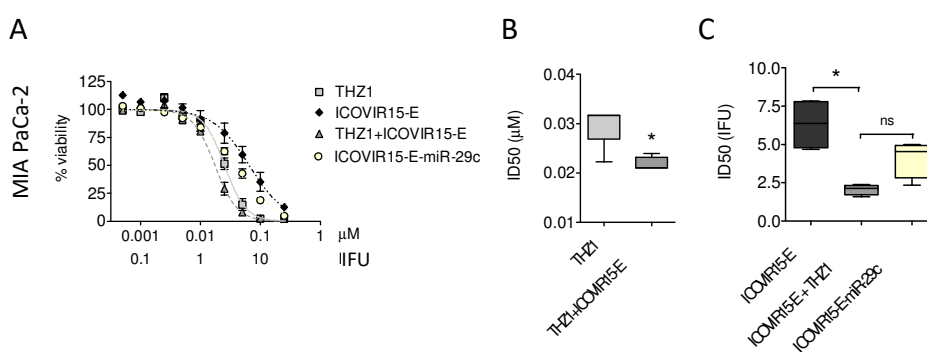 A
B
C
MIA PaCa-2
% viability
125
100
75
50
25
0
0.001
0.01
0.1
1
µM
0.1
1
10
IIFU
THZ1
ICOVIR15-E
THZ1+ICOVIR15-E
ICOVIR15-E-miR-29c
ID50 (µM)
0.04
0.03
0.02
0.01
*
THZ1
THZ1+ICOVIR15-E
ID50 (IFU)
10.0
7.5
5.0
2.5
0.0
*
ns
ICOVIR15-E
ICOVIR15-E + THZ1
ICOVIR15-E-miR-29c